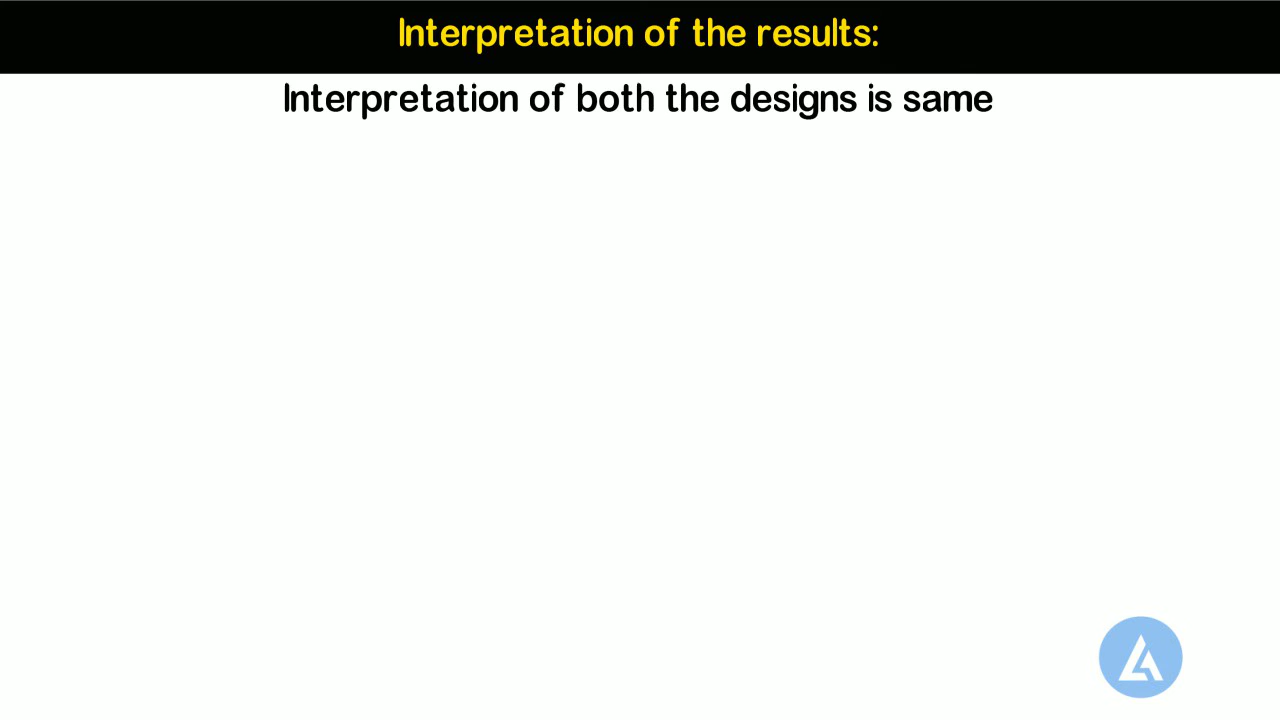 Interpretation of the results:
Interpretation of both the designs is same